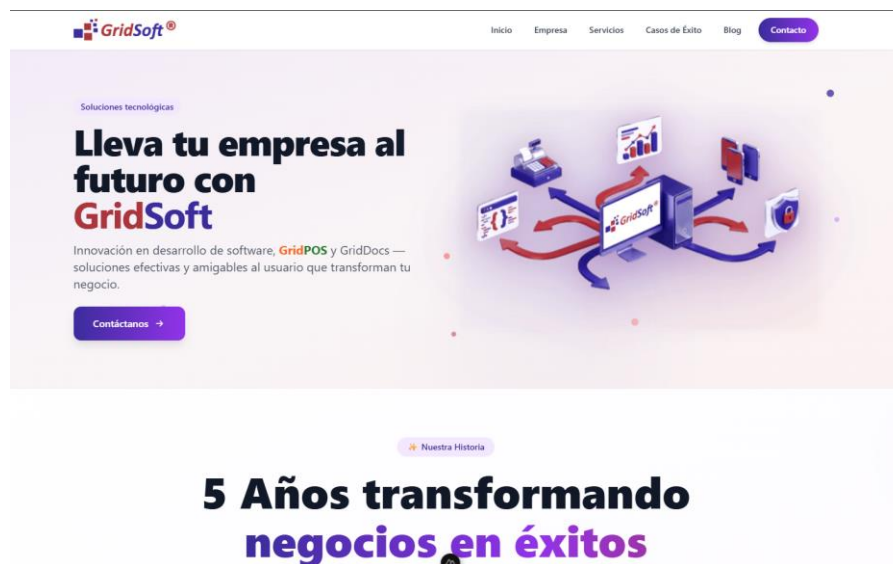 GridSoft®
Inicio
Empresa
Servicios
Casos de Éxito
Blog
Contacto
Soluciones tecnológicas
Lleva tu empresa al
futuro con
GridSoft
Innovación en desarrollo de software, GridPOS y GridDocs —
soluciones efectivas y amigables al usuario que transforman tu
negocio.
Contáctanos →
GridSoft®
✨ Nuestra Historia
5 Años transformando
negocios en éxitos